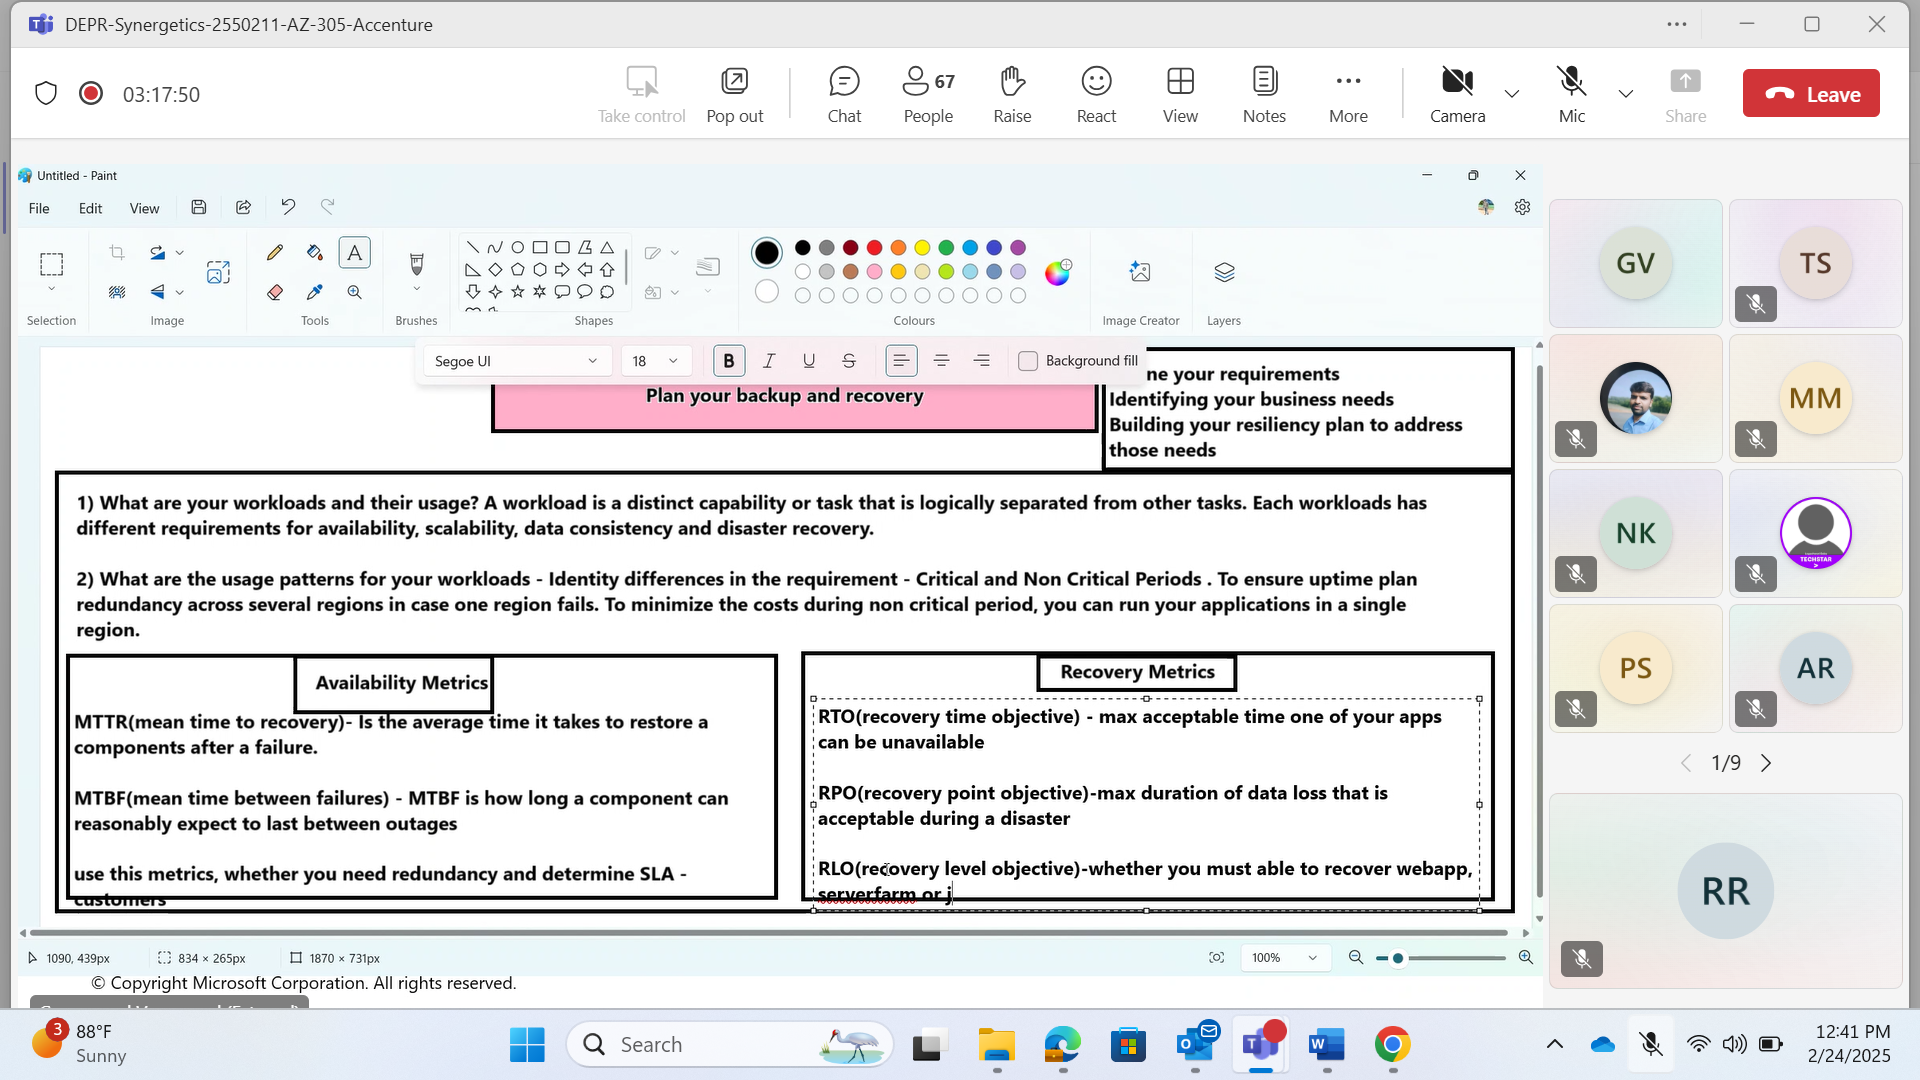 DEPR-Synergetics-2550211-AZ-305-Accenture
03:17:50
Take control
Pop out
Chat
67
People
Raise
React
View
Notes
More
Camera
Mic
Share
Leave
Untitled - Paint
File
Edit
View
Selection
Image
Tools
Brushes
Shapes
Colours
Image Creator
Layers
Segoe UI
18
B
I
U
S
Background fill
Plan your backup and recovery
ne your requirements
Identifying your business needs
Building your resiliency plan to address
those needs
1) What are your workloads and their usage? A workload is a distinct capability or task that is logically separated from other tasks. Each workloads has
different requirements for availability, scalability, data consistency and disaster recovery.
2) What are the usage patterns for your workloads - Identity differences in the requirement - Critical and Non Critical Periods . To ensure uptime plan
redundancy across several regions in case one region fails. To minimize the costs during non critical period, you can run your applications in a single
region.
Availability Metrics
MTTR(mean time to recovery)- Is the average time it takes to restore a
components after a failure.
MTBF(mean time between failures) - MTBF is how long a component can
reasonably expect to last between outages
use this metrics, whether you need redundancy and determine SLA -
customers
Recovery Metrics
RTO(recovery time objective) - max acceptable time one of your apps
can be unavailable
RPO(recovery point objective)-max duration of data loss that is
acceptable during a disaster
RLO(recovery level objective)-whether you must able to recover webapp,
serverfarm or j
1090, 439px
834 × 265px
1870 × 731px
100%
© Copyright Microsoft Corporation. All rights reserved.
GV
TS
MM
NK
TECHSTAR
PS
AR
1/9
RR
3
88°F
Sunny
Search
12:41 PM
2/24/2025